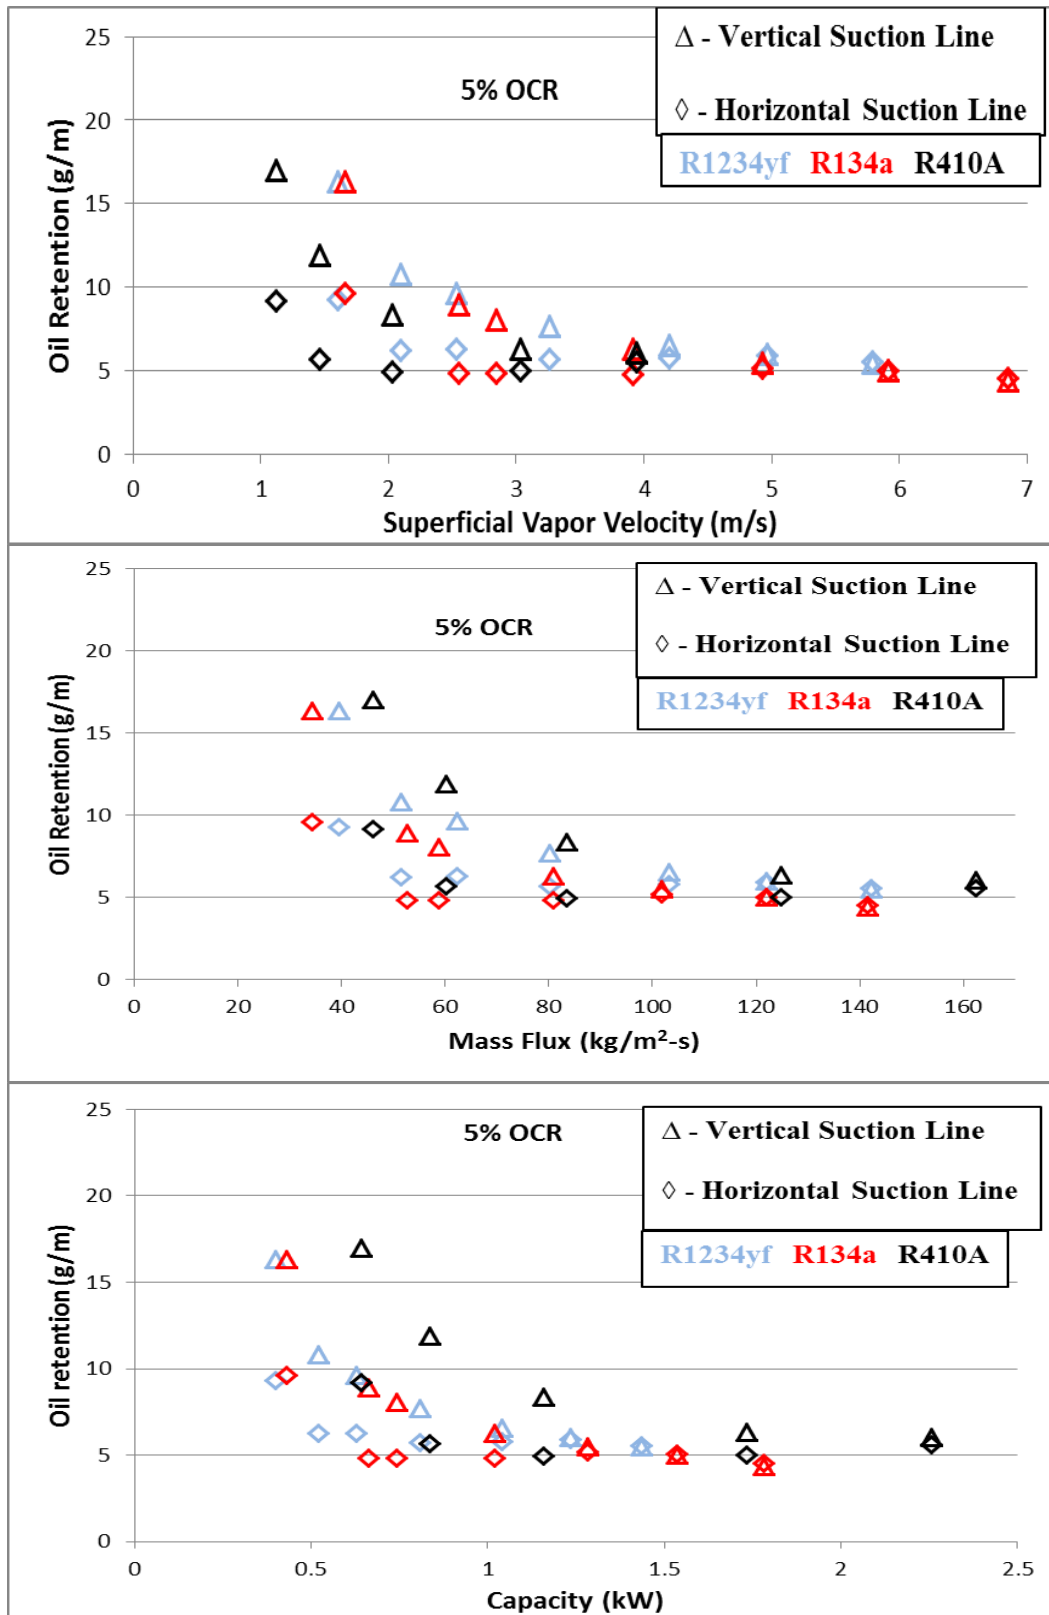 25
20
15
10
5
0
Oil Retention (g/m)
5% OCR
Δ - Vertical Suction Line
◊ - Horizontal Suction Line
R1234yf R134a R410A
0 1 2 3 4 5 6 7
Superficial Vapor Velocity (m/s)
25
20
15
10
5
0
Oil Retention (g/m)
5% OCR
Δ - Vertical Suction Line
◊ - Horizontal Suction Line
R1234yf R134a R410A
0 20 40 60 80 100 120 140 160
Mass Flux (kg/m²-s)
25
20
15
10
5
0
Oil retention (g/m)
5% OCR
Δ - Vertical Suction Line
◊ - Horizontal Suction Line
R1234yf R134a R410A
0 0.5 1 1.5 2 2.5
Capacity (kW)